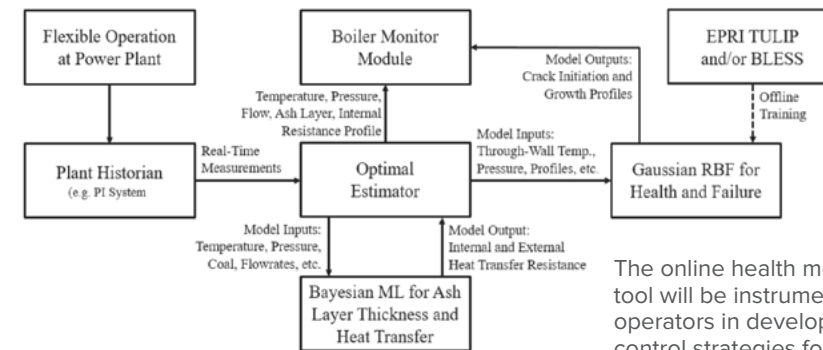 Flexible Operation
at Power Plant
Boiler Monitor
Module
EPRI TULIP
and/or BLESS
Model Outputs:
Crack Initiation and
Growth Profiles
Temperature, Pressure,
Flow, Ash Layer, Internal
Resistance Profile
Offline
Training
Real-Time
Measurements
Model Inputs:
Through-Wall Temp.,
Pressure, Profiles, etc.
Plant Historian
(e.g. PI System
Optimal
Estimator
Gaussian RBF for
Health and Failure
Model Inputs:
Temperature, Pressure,
Coal, Flowrates, etc.
Model Output:
Internal and External
Heat Transfer Resistance
Bayesian ML for Ash
Layer Thickness and
Heat Transfer
The online health mo
tool will be instrume
operators in develop
control strategies fo